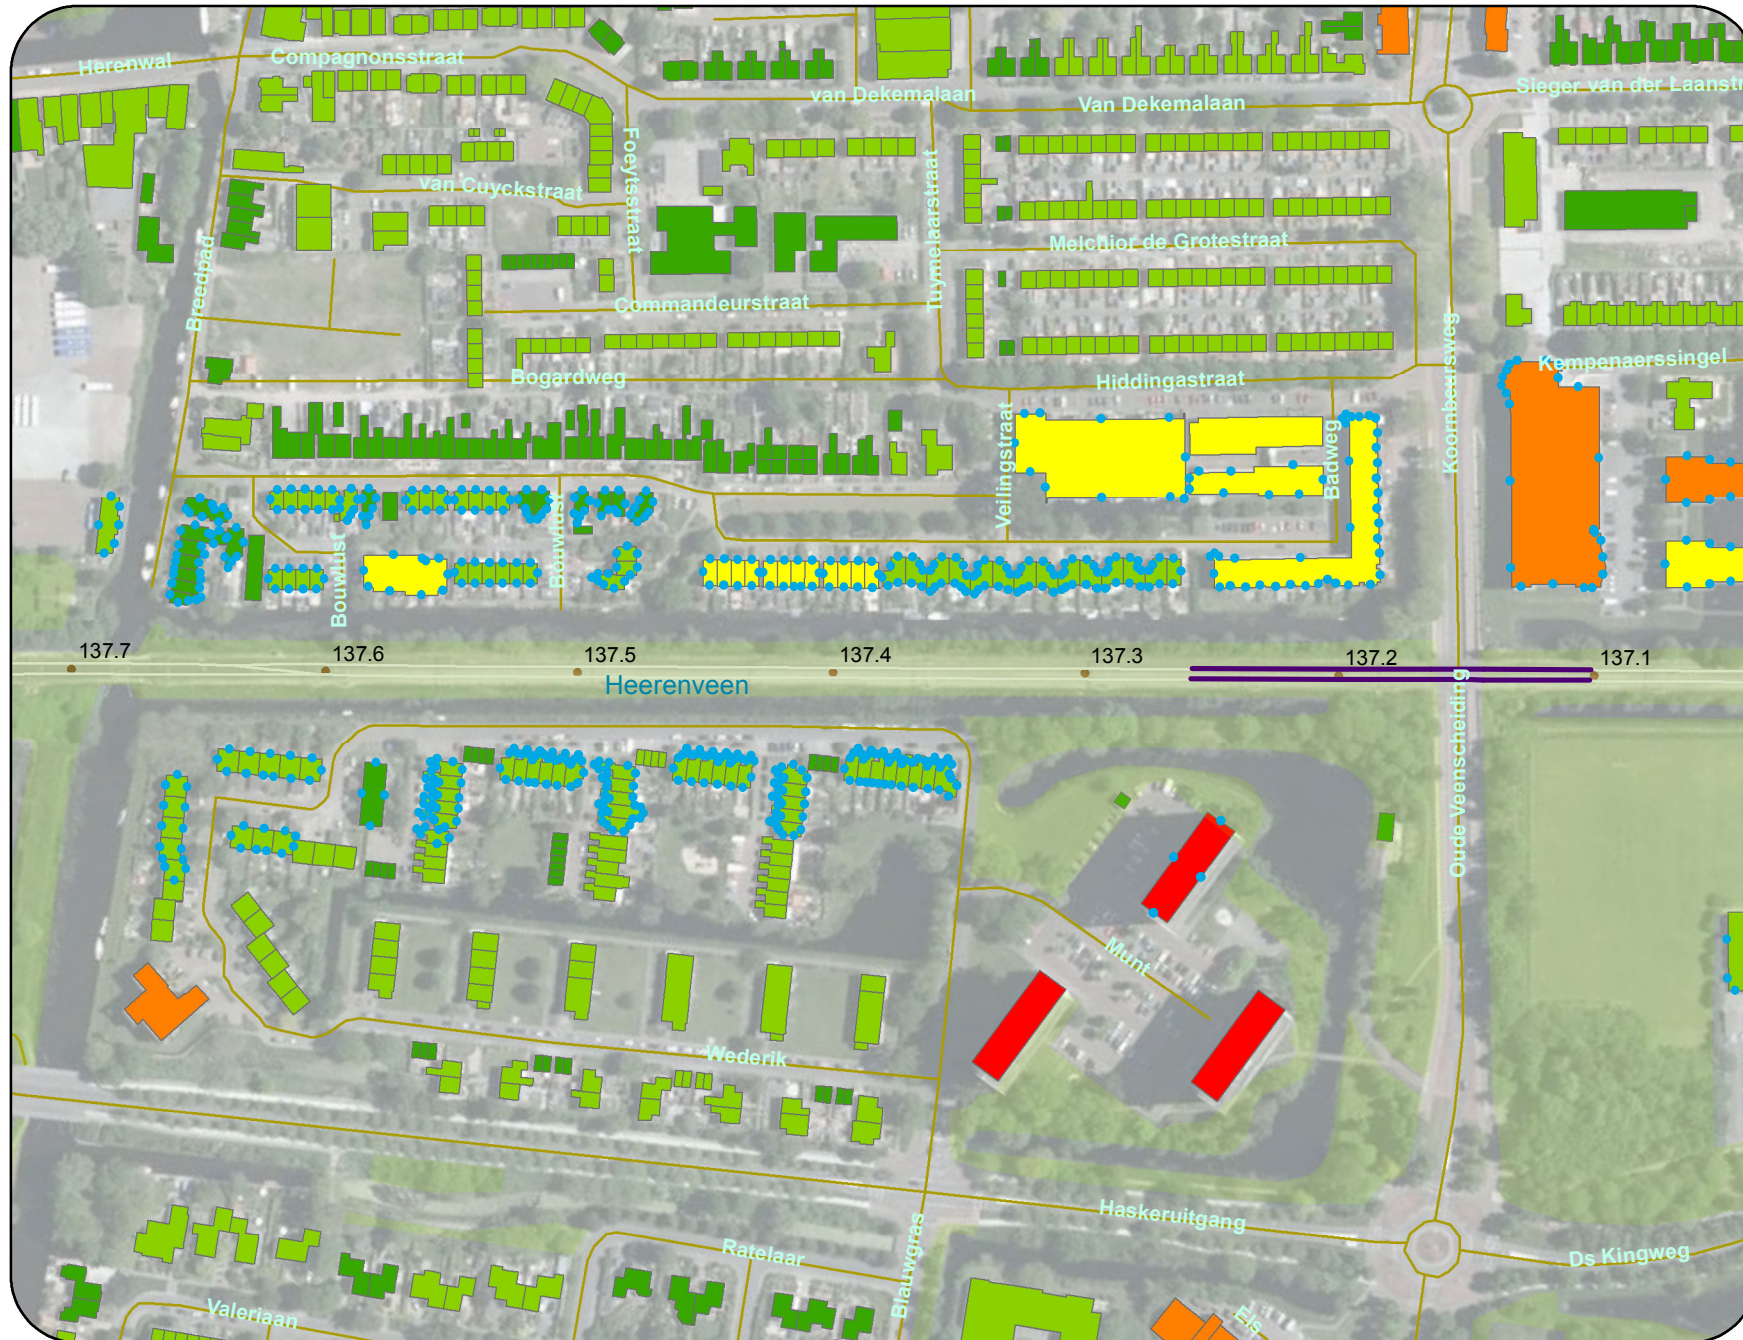 Herenwal
Compagnonsstraat
van Dekemalaan
Van Dekemalaan
Sieger van der Laanstr
Foeytsstraat
van Cuyckstraat
Tuymelaarstraat
Melchior de Grotestraat
Breedpad
Commandeurstraat
Koornbeursweg
Kempenaerssingel
Bogardweg
Hiddingastraat
Veilingstraat
Badweg
Bouwlust
Bouwlust
137.7
137.6
137.5
137.4
137.3
137.2
137.1
Heerenveen
Oude Veenscheiding
Munt
Wederik
Haskeruitgang
Ds Kingweg
Ratelaar
Blauwgras
Valeriaan
Els